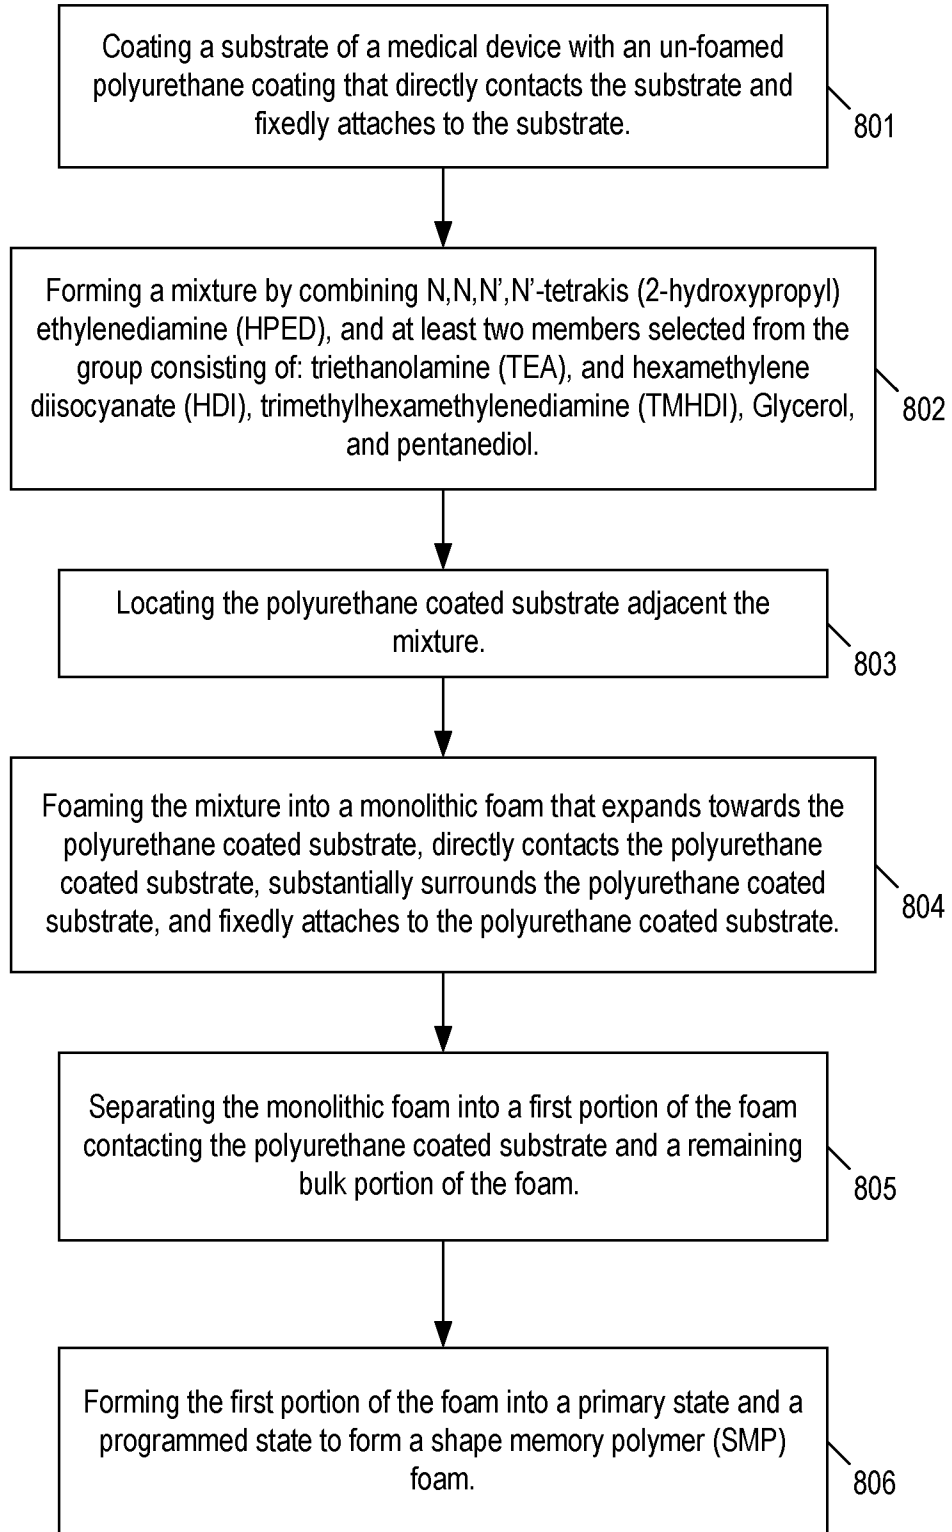 Coating a substrate of a medical device with an un-foamed
polyurethane coating that directly contacts the substrate and
fixedly attaches to the substrate.
801
Forming a mixture by combining N,N,N',N'-tetrakis (2-hydroxypropyl)
ethylenediamine (HPED), and at least two members selected from the
group consisting of: triethanolamine (TEA), and hexamethylene
diisocyanate (HDI), trimethylhexamethylenediamine (TMHDI), Glycerol,
and pentanediol.
802
Locating the polyurethane coated substrate adjacent the
mixture.
803
Foaming the mixture into a monolithic foam that expands towards the
polyurethane coated substrate, directly contacts the polyurethane
coated substrate, substantially surrounds the polyurethane coated
substrate, and fixedly attaches to the polyurethane coated substrate.
804
Separating the monolithic foam into a first portion of the foam
contacting the polyurethane coated substrate and a remaining
bulk portion of the foam.
805
Forming the first portion of the foam into a primary state and a
programmed state to form a shape memory polymer (SMP)
foam.
806